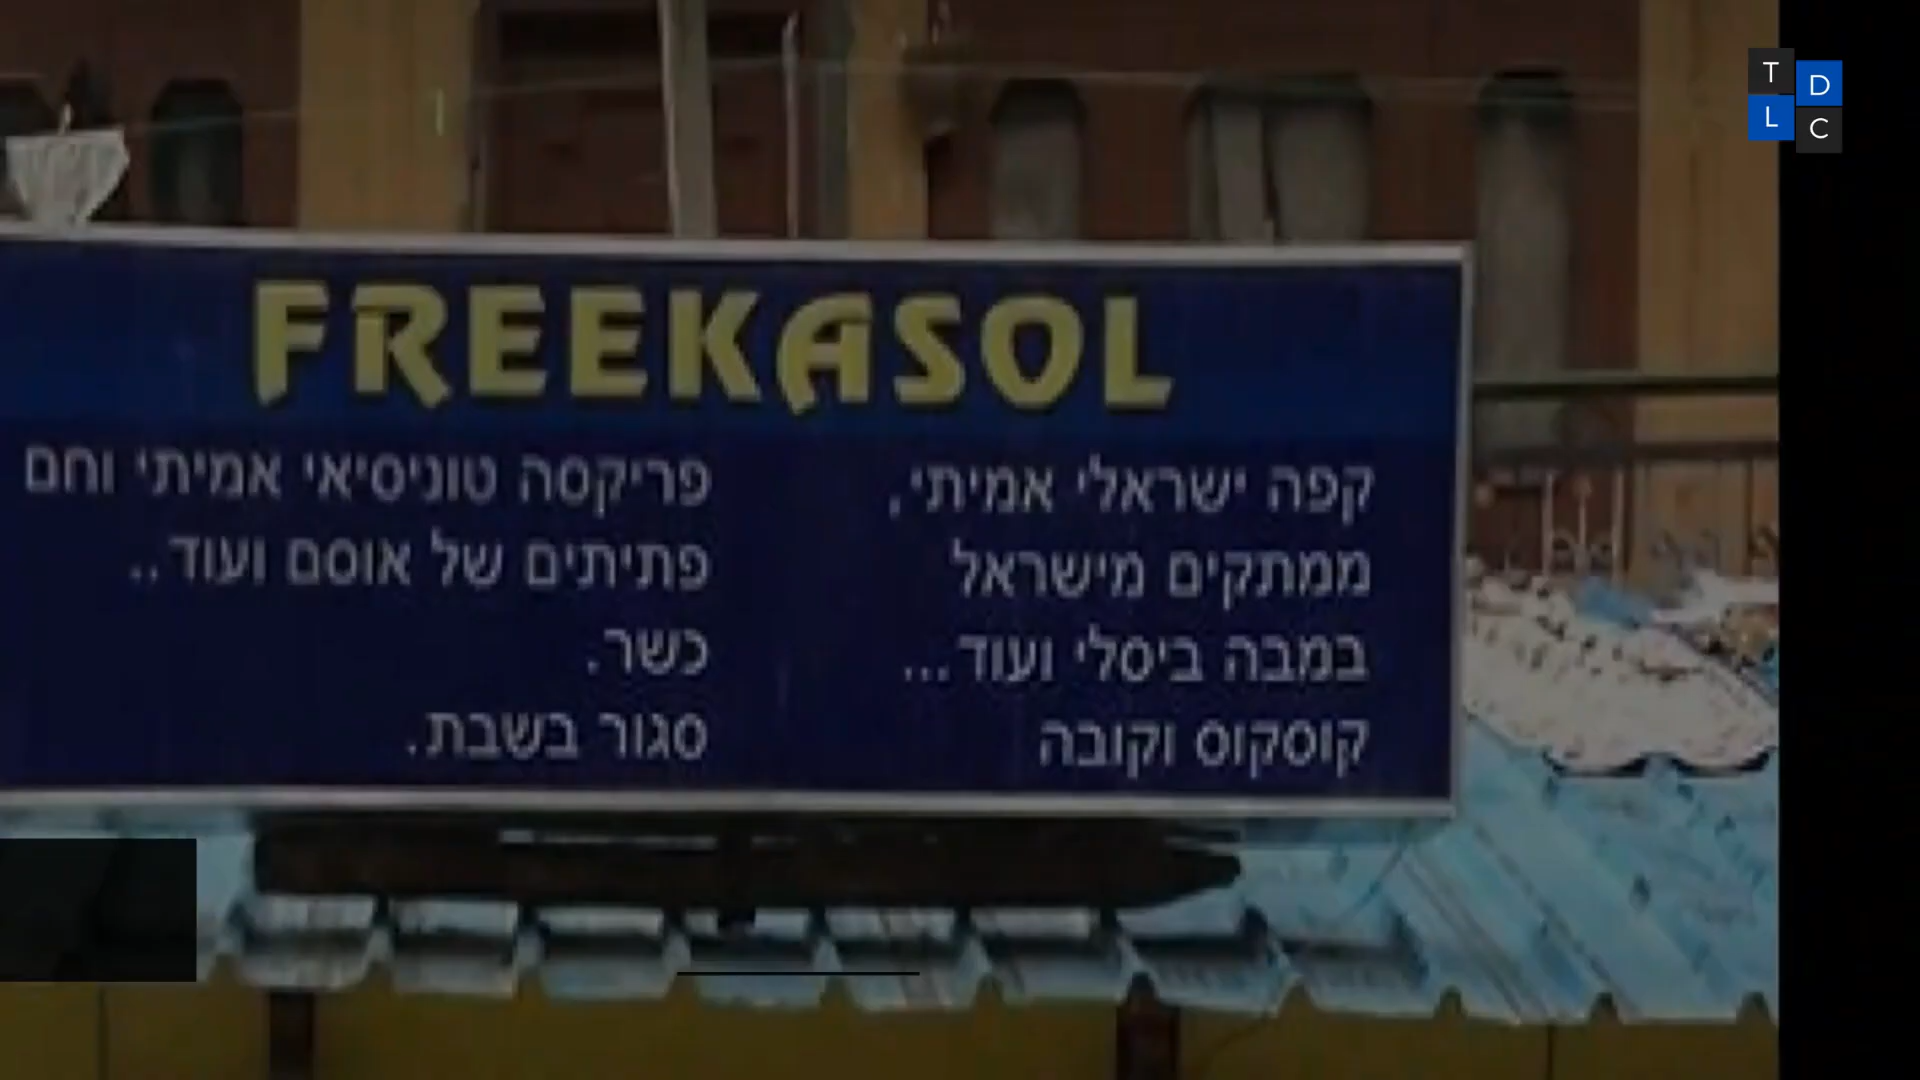 FREEKASOL
קפה ישראלי אמיתי,
ממתקים מישראל
במבה ביסלי ועוד...
קוסקוס וקובה
פריקסה טוניסיאי אמיתי וחם
פתיתים של אוסם ועוד..
כשר.
סגור בשבת.
T D
L C